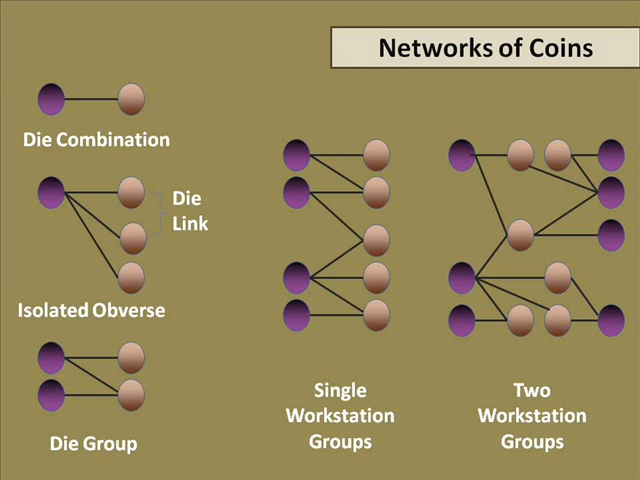 Networks of Coins
Die Combination
Die
Link
Isolated Obverse
Die Group
Single
Workstation
Groups
Two
Workstation
Groups